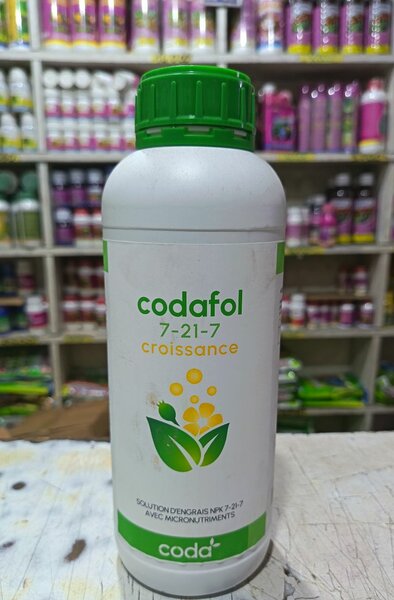 codafol
7-21-7
croissance
SOLUTION D'ENGRAIS NPK 7-21-7
AVEC MICRONUTRIMENTS
coda